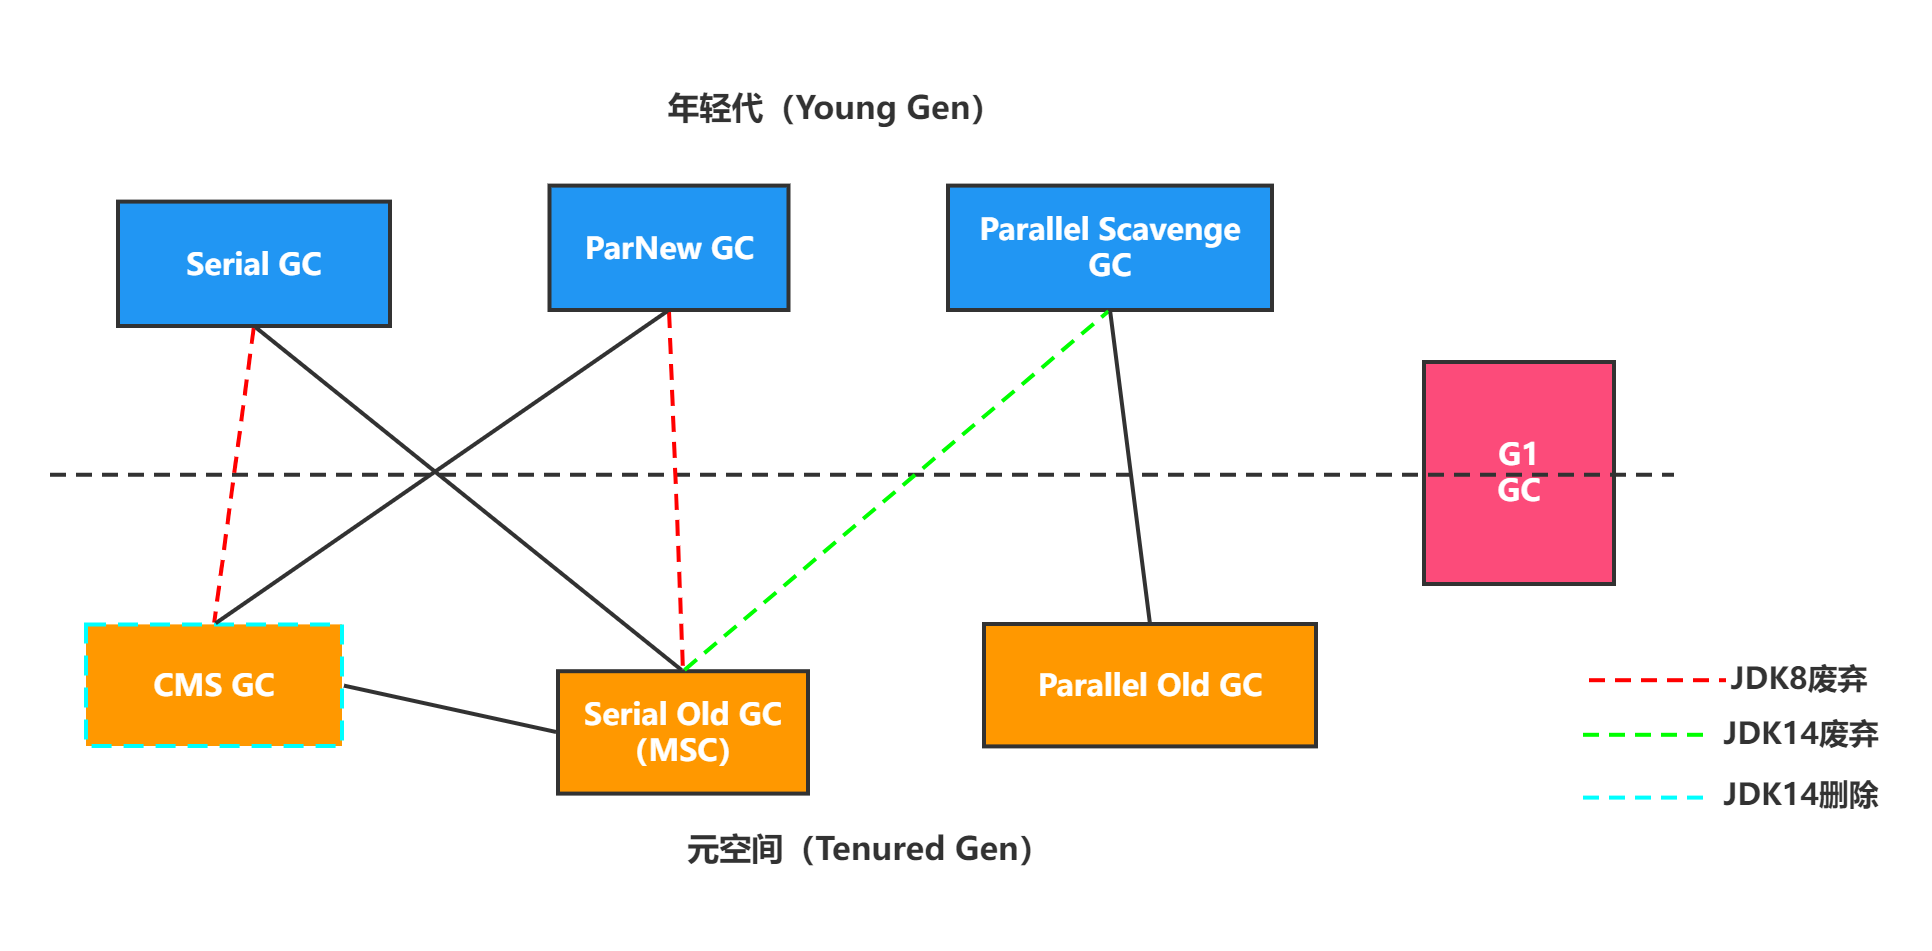 年轻代（Young Gen）
Serial GC
ParNew GC
Parallel Scavenge
GC
G1
GC
CMS GC
Serial Old GC
(MSC)
Parallel Old GC
JDK8废弃
JDK14废弃
JDK14删除
元空间（Tenured Gen）